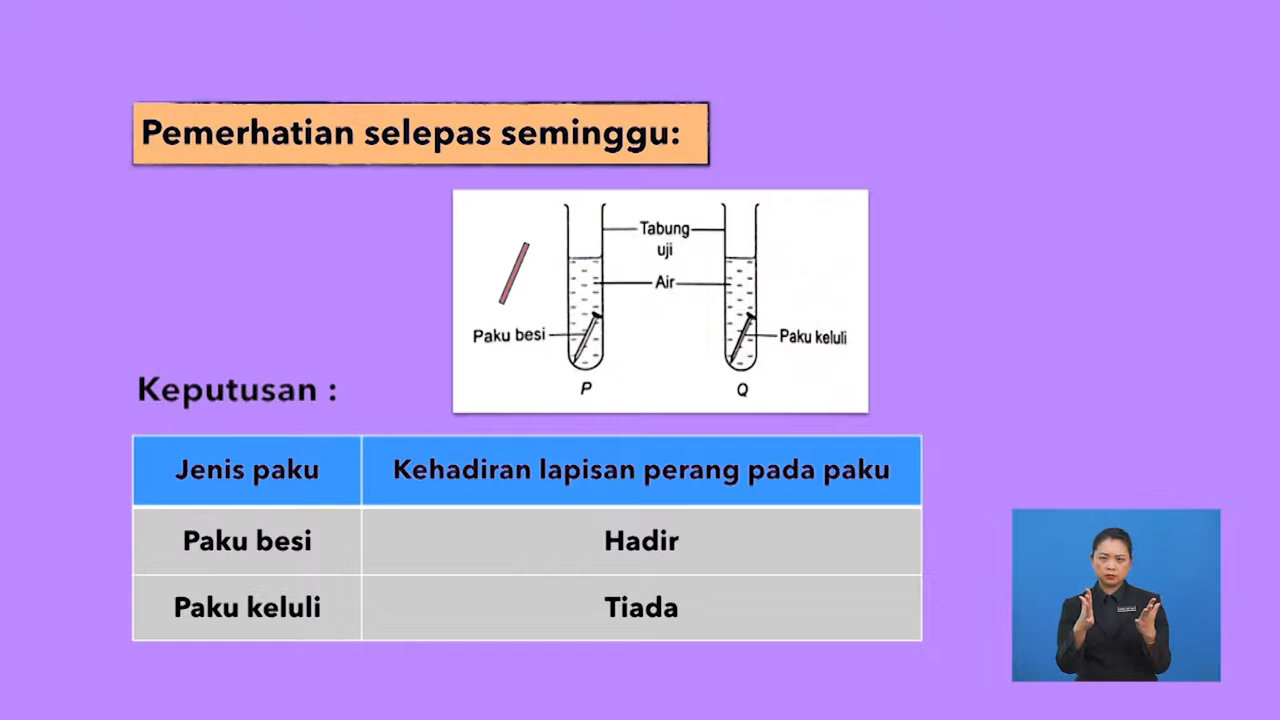 Pemerhatian selepas seminggu:
Tabung
uji
Air
Paku besi
Paku keluli
P
Q
Keputusan :
Jenis paku
Kehadiran lapisan perang pada paku
Paku besi
Hadir
Paku keluli
Tiada